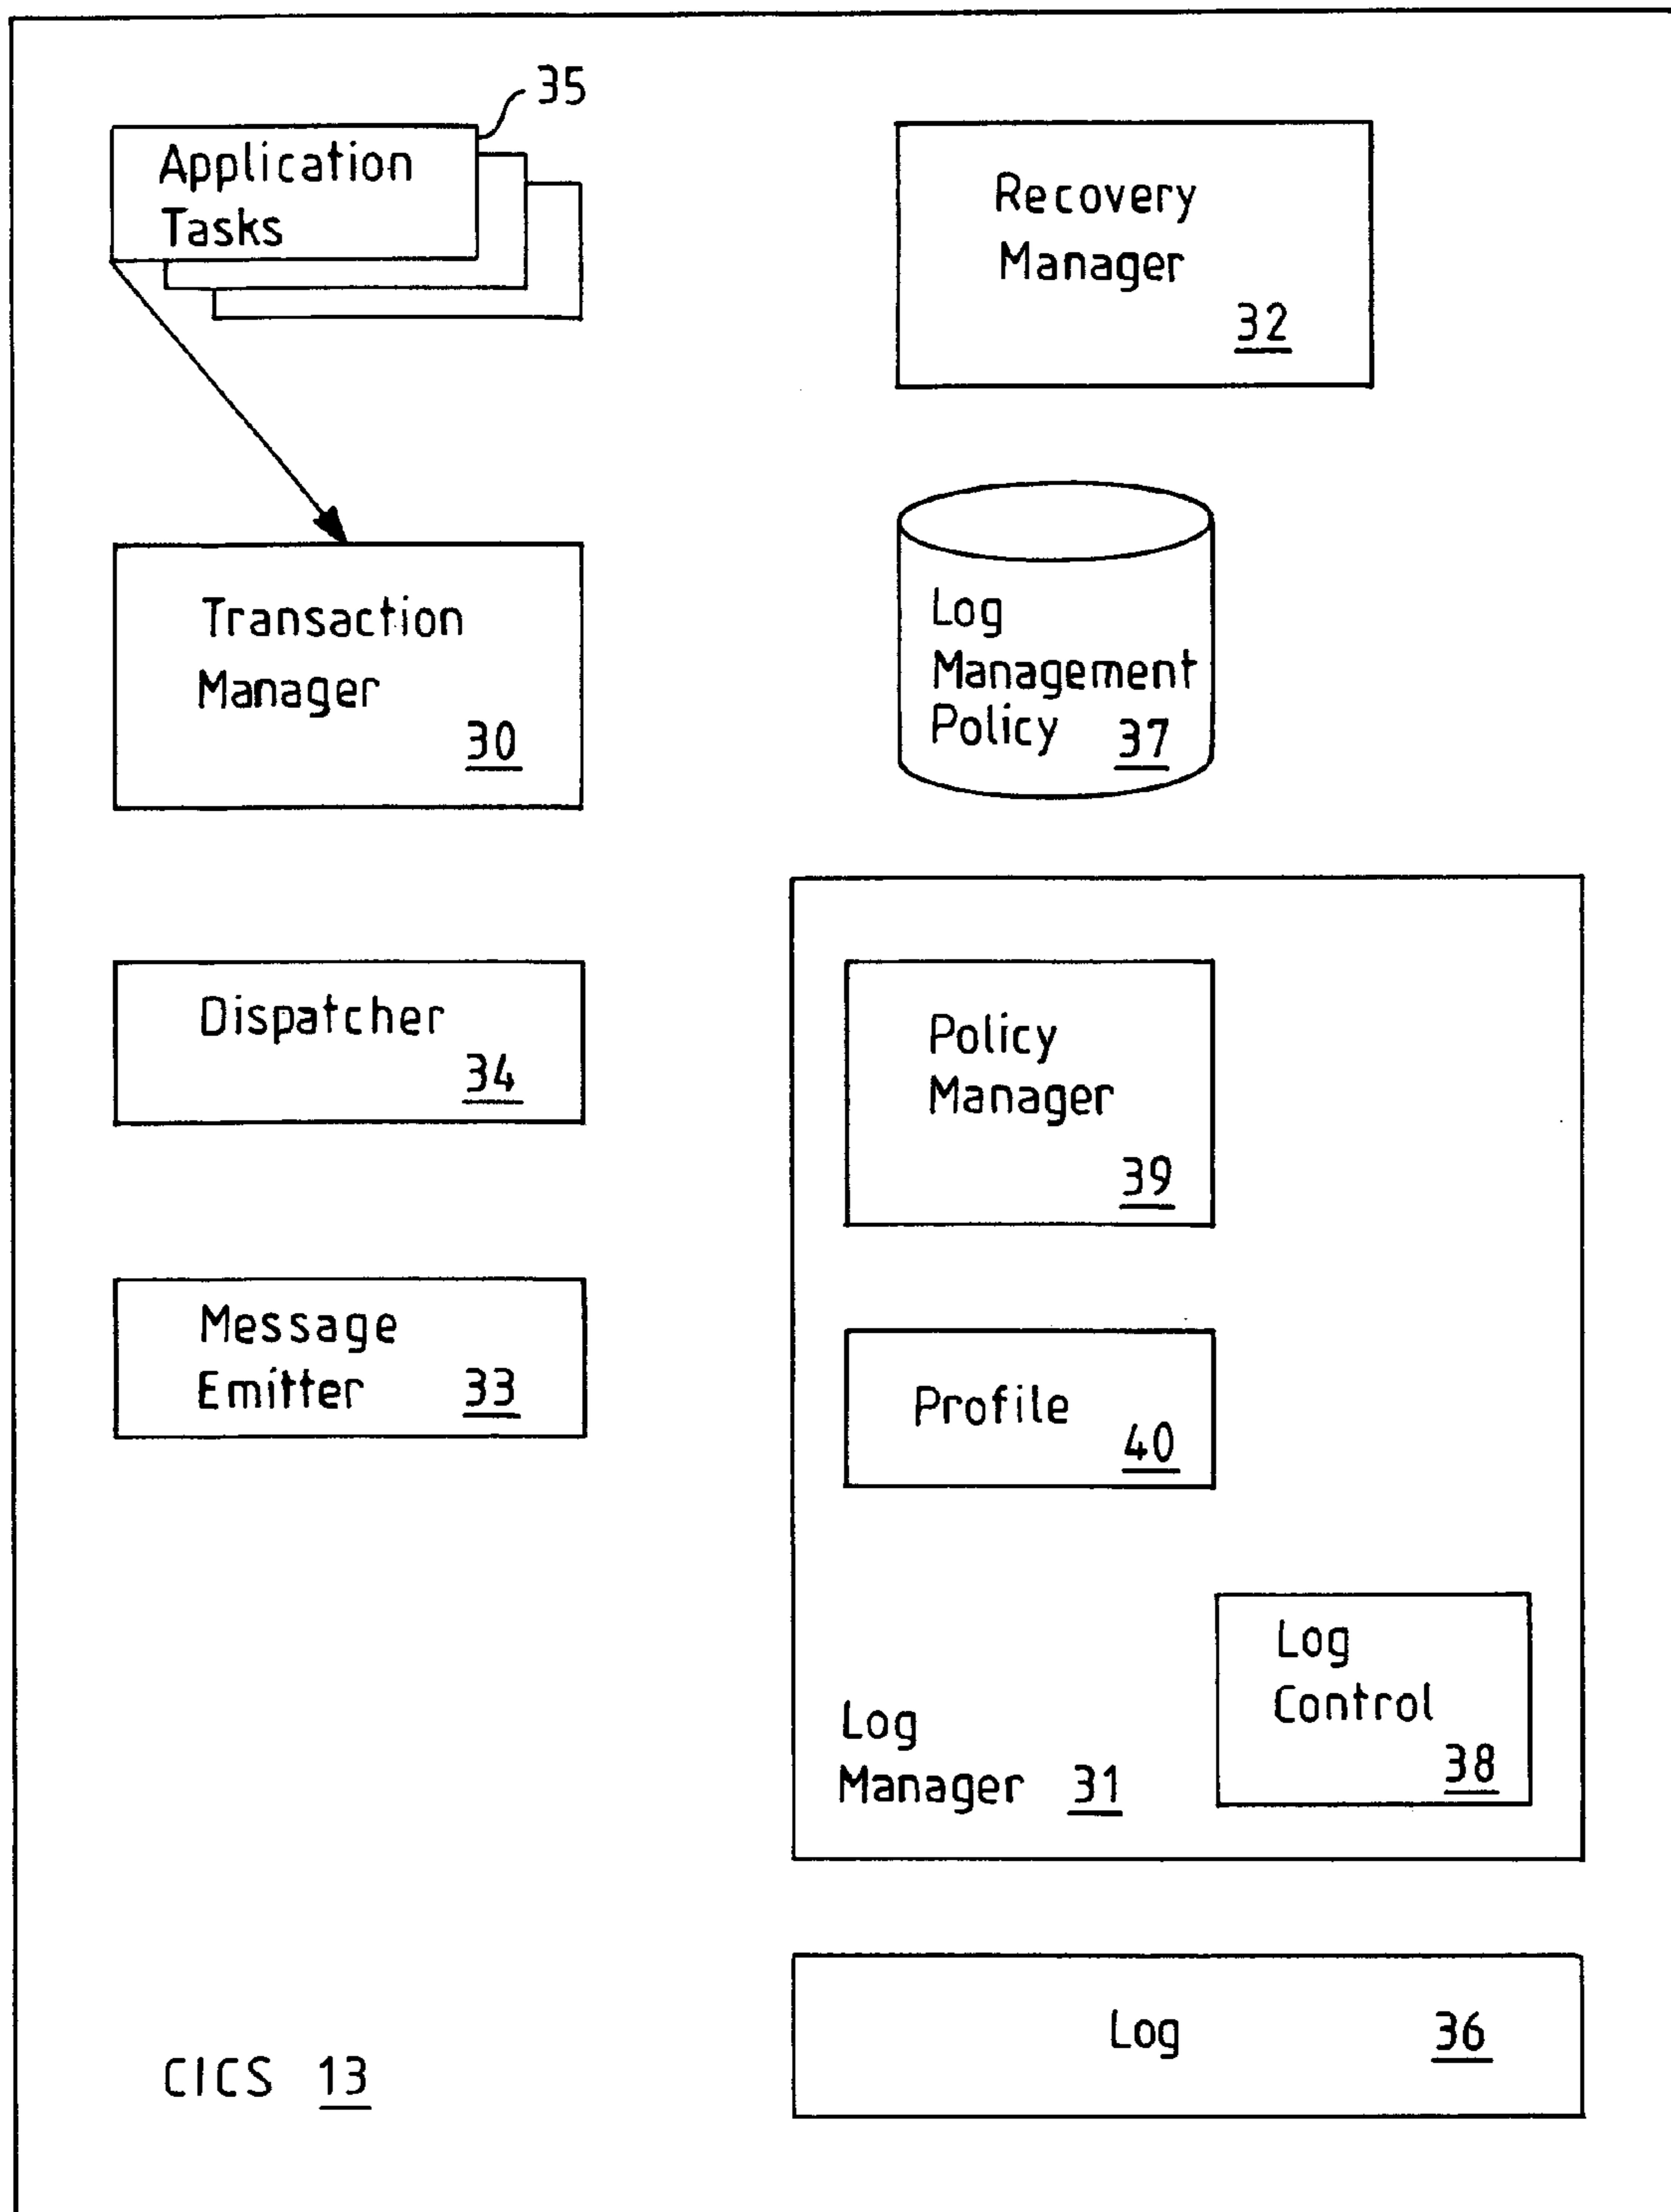 35
Application
Tasks
Recovery
Manager
32
Transaction
Manager
30
Log
Management
Policy 37
Dispatcher
34
Policy
Manager
39
Message
Emitter 33
Profile
40
Log
Control
38
Log
Manager 31
Log 36
CICS 13